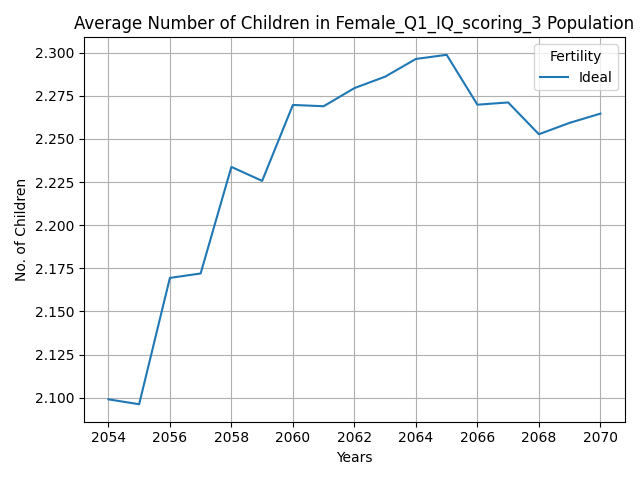 Average Number of Children in Female_Q1_IQ_scoring_3 Population
Fertility
Ideal
No. of Children
2.300
2.275
2.250
2.225
2.200
2.175
2.150
2.125
2.100
2054 2056 2058 2060 2062 2064 2066 2068 2070
Years